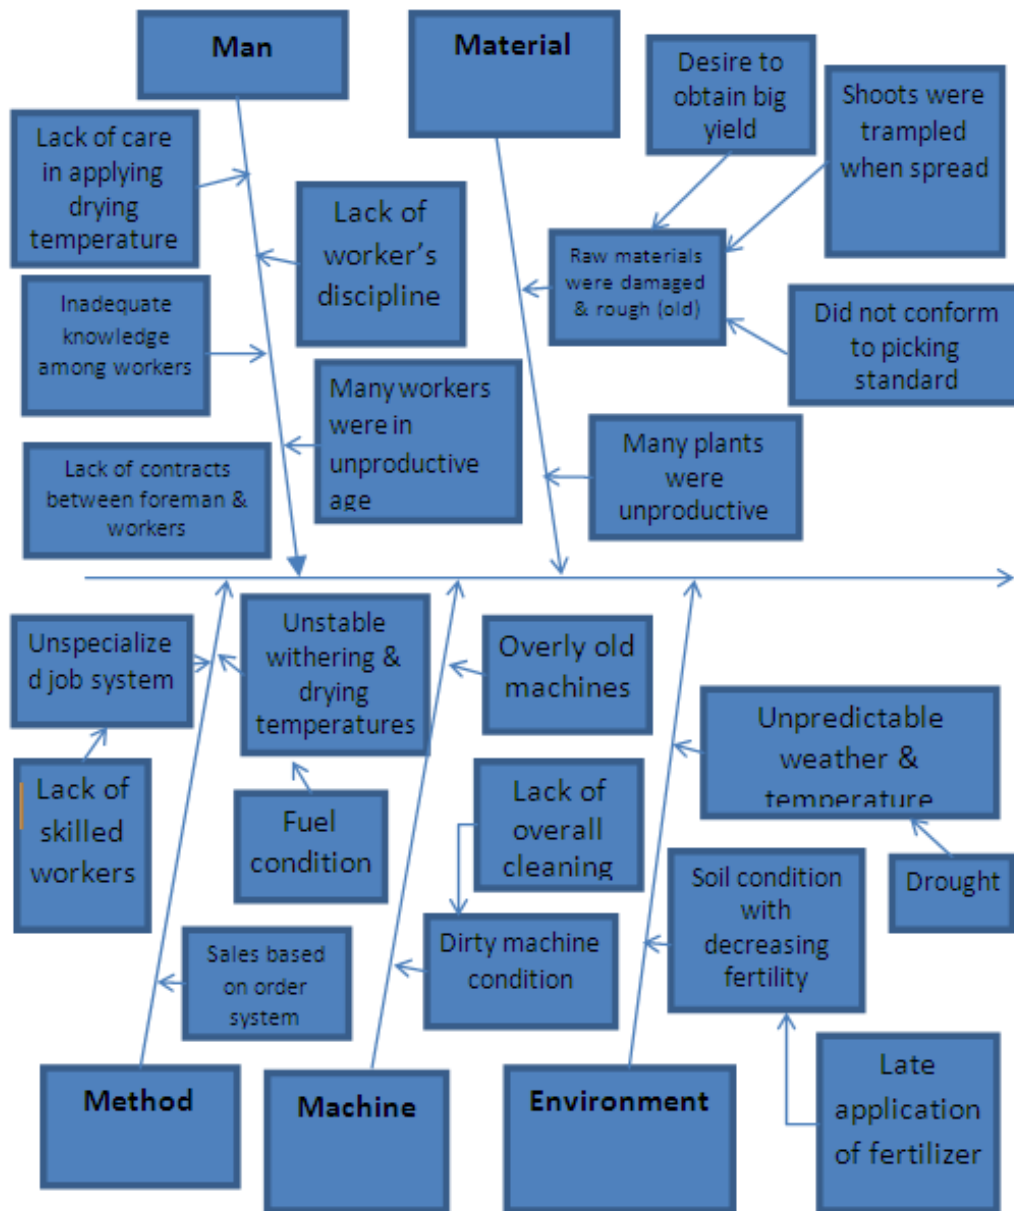 Man
Material
Desire to
obtain big
yield
Shoots were
trampled
when spread
Lack of care
in applying
drying
temperature
Lack of
worker's
discipline
Raw materials
were damaged
& rough (old)
Inadequate
knowledge
among workers
Did not conform
to picking
standard
Many workers
were in
unproductive
age
Many plants
were
unproductive
Lack of contracts
between foreman &
workers
Unspecialize
d job system
Unstable
withering &
drying
temperatures
Overly old
machines
Unpredictable
weather &
temperature
Lack of
skilled
workers
Fuel
condition
Lack of
overall
cleaning
Drought
Soil condition
with
decreasing
fertility
Sales based
on order
system
Dirty machine
condition
Late
application
of fertilizer
Method
Machine
Environment